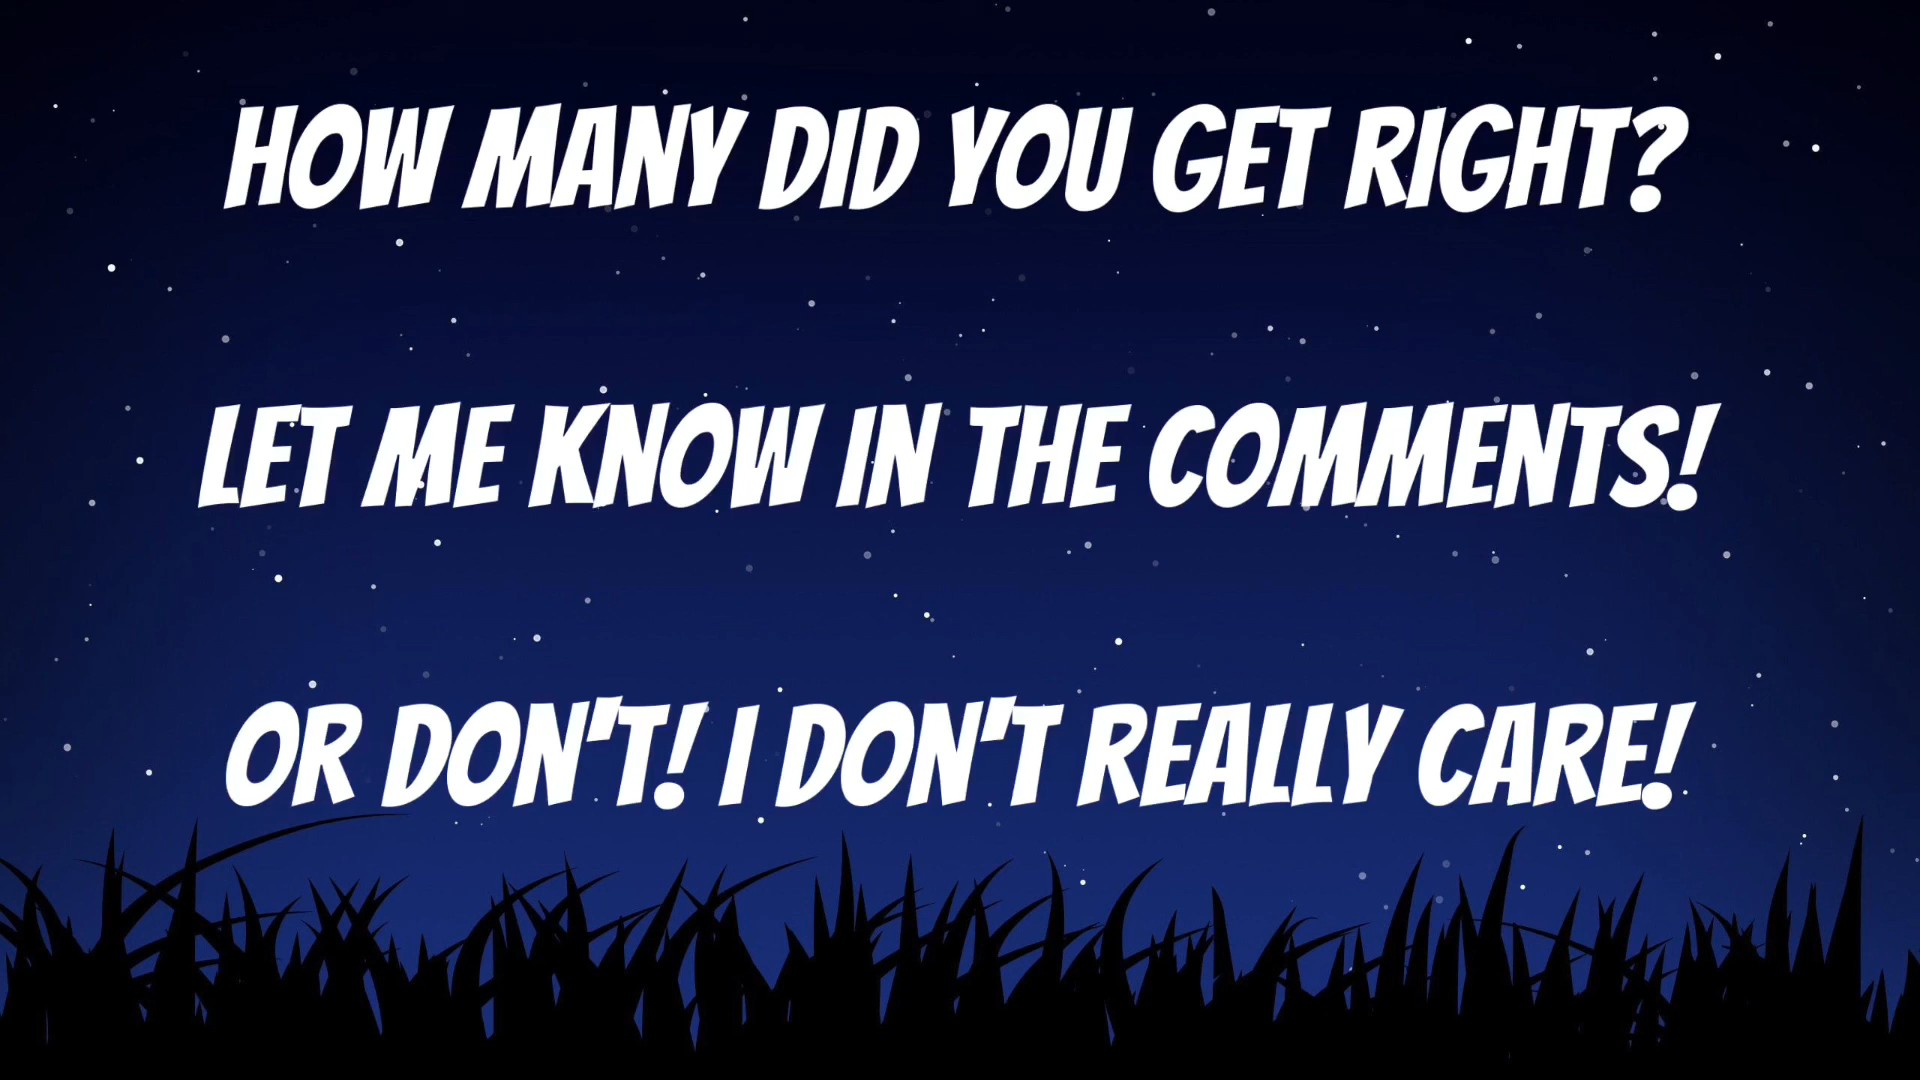 HOW MANY DID YOU GET RIGHT?
LET ME KNOW IN THE COMMENTS!
OR DON'T! I DON'T REALLY CARE!